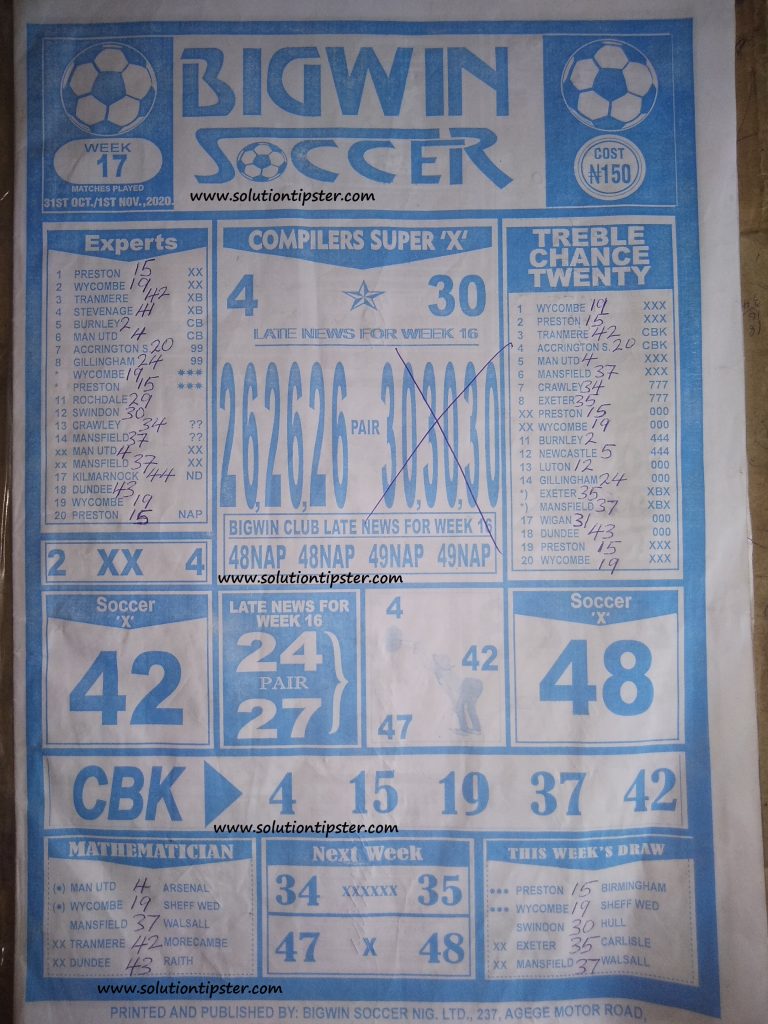 BIGWIN
SOCCER
WEEK
17
MATCHES PLAYED
31ST OCT./1ST NOV.,2020.
COST
₦150
www.solutiontipster.com
Experts
1 PRESTON 15 XX
2 WYCOMBE 19 XX
3 TRANMERE 42 XB
4 STEVENAGE 41 XB
5 BURNLEY 2 CB
6 MAN UTD 4 CB
7 ACCRINGTON S. 20 99
8 GILLINGHAM 24 99
* WYCOMBE 19 ***
* PRESTON 15 ***
11 ROCHDALE 29
12 SWINDON 30
13 CRAWLEY 34 ??
14 MANSFIELD 37 ??
xx MAN UTD 4 XX
xx MANSFIELD 37 XX
17 KILMARNOCK 44 ND
18 DUNDEE 43
19 WYCOMBE 19
20 PRESTON 15 NAP
2 XX 4
COMPILERS SUPER 'X'
4 30
LATE NEWS FOR WEEK 16
26,26,26 PAIR 30,30,30
BIGWIN CLUB LATE NEWS FOR WEEK 16
48NAP 48NAP 49NAP 49NAP
www.solutiontipster.com
TREBLE
CHANCE
TWENTY
1 WYCOMBE 19 XXX
2 PRESTON 15 XXX
3 TRANMERE 42 CBK
4 ACCRINGTON S. 20 CBK
5 MAN UTD 4 XXX
6 MANSFIELD 37 XXX
7 CRAWLEY 34 777
8 EXETER 35 777
XX PRESTON 15 000
XX WYCOMBE 19 000
11 BURNLEY 2 444
12 NEWCASTLE 5 444
13 LUTON 12 000
14 GILLINGHAM 24 000
*) EXETER 35 XBX
*) MANSFIELD 37 XBX
17 WIGAN 31 000
18 DUNDEE 43 000
19 PRESTON 15 XXX
20 WYCOMBE 19 XXX
Soccer
'X'
42
LATE NEWS FOR
WEEK 16
24
PAIR
27
4
42
47
Soccer
'X'
48
CBK 4 15 19 37 42
www.solutiontipster.com
MATHEMATICIAN
(*) MAN UTD 4 ARSENAL
(*) WYCOMBE 19 SHEFF WED
MANSFIELD 37 WALSALL
XX TRANMERE 42 MORECAMBE
XX DUNDEE 43 RAITH
Next Week
34 XXXXXX 35
47 X 48
THIS WEEK'S DRAW
*** PRESTON 15 BIRMINGHAM
*** WYCOMBE 19 SHEFF WED
SWINDON 30 HULL
XX EXETER 35 CARLISLE
XX MANSFIELD 37 WALSALL
www.solutiontipster.com
PRINTED AND PUBLISHED BY: BIGWIN SOCCER NIG. LTD., 237, AGEGE MOTOR ROAD,